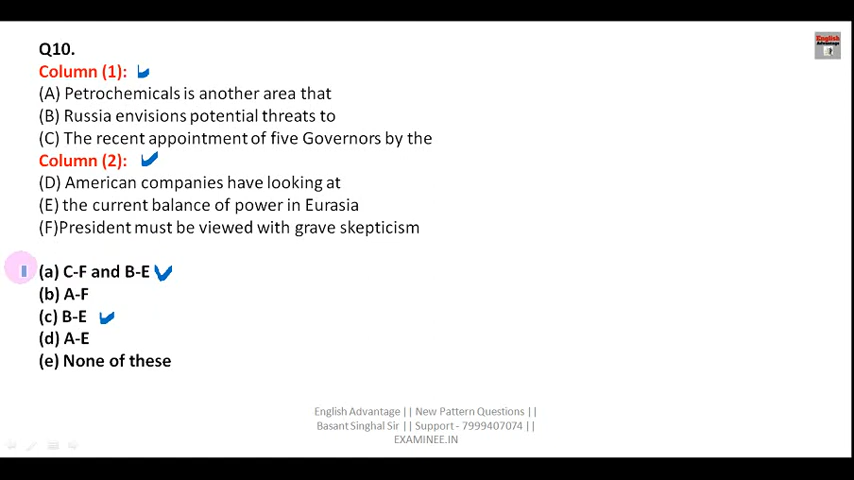 English
Advantage
Q10.
Column (1):
(A) Petrochemicals is another area that
(B) Russia envisions potential threats to
(C) The recent appointment of five Governors by the
Column (2):
(D) American companies have looking at
(E) the current balance of power in Eurasia
(F)President must be viewed with grave skepticism
(a) C-F and B-E
(b) A-F
(c) B-E
(d) A-E
(e) None of these
English Advantage || New Pattern Questions ||
Basant Singhal Sir || Support - 7999407074 ||
EXAMINEE.IN